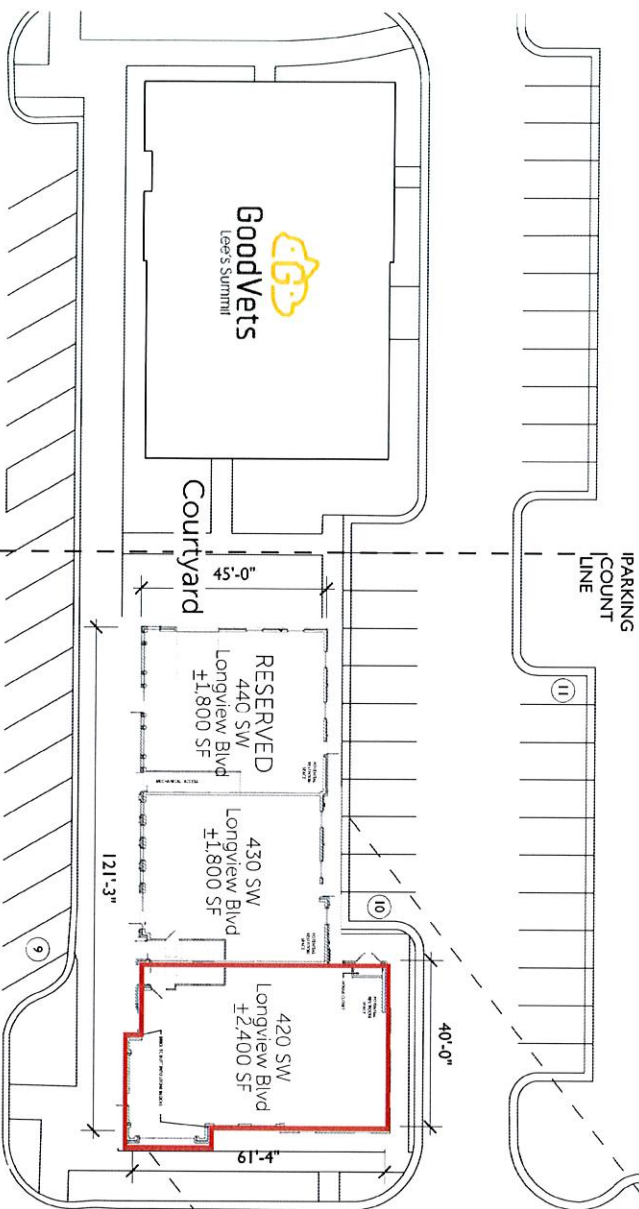 GoodVets
Lee's Summit
Courtyard
PARKING
COUNT
LINE
45'-0"
RESERVED
440 SW
Longview Blvd
±1,800 SF
MECHANICAL ACCESS
430 SW
Longview Blvd
±1,800 SF
420 SW
Longview Blvd
±2,400 SF
121'-3"
40'-0"
61'-4"
11
10
9